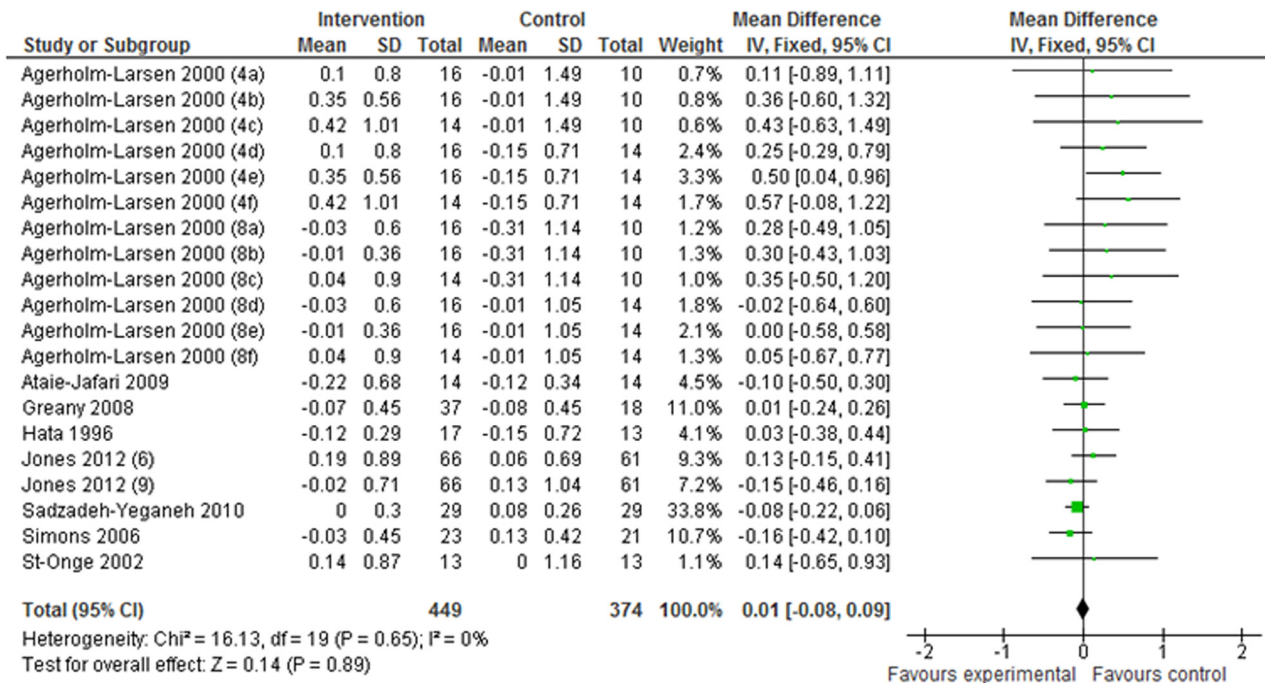 Intervention Control Mean Difference Mean Difference
Study or Subgroup Mean SD Total Mean SD Total Weight IV, Fixed, 95% CI IV, Fixed, 95% CI
Agerholm-Larsen 2000 (4a) 0.1 0.8 16 -0.01 1.49 10 0.7% 0.11 [-0.89, 1.11]
Agerholm-Larsen 2000 (4b) 0.35 0.56 16 -0.01 1.49 10 0.8% 0.36 [-0.60, 1.32]
Agerholm-Larsen 2000 (4c) 0.42 1.01 14 -0.01 1.49 10 0.6% 0.43 [-0.63, 1.49]
Agerholm-Larsen 2000 (4d) 0.1 0.8 16 -0.15 0.71 14 2.4% 0.25 [-0.29, 0.79]
Agerholm-Larsen 2000 (4e) 0.35 0.56 16 -0.15 0.71 14 3.3% 0.50 [0.04, 0.96]
Agerholm-Larsen 2000 (4f) 0.42 1.01 14 -0.15 0.71 14 1.7% 0.57 [-0.08, 1.22]
Agerholm-Larsen 2000 (8a) -0.03 0.6 16 -0.31 1.14 10 1.2% 0.28 [-0.49, 1.05]
Agerholm-Larsen 2000 (8b) -0.01 0.36 16 -0.31 1.14 10 1.3% 0.30 [-0.43, 1.03]
Agerholm-Larsen 2000 (8c) 0.04 0.9 14 -0.31 1.14 10 1.0% 0.35 [-0.50, 1.20]
Agerholm-Larsen 2000 (8d) -0.03 0.6 16 -0.01 1.05 14 1.8% -0.02 [-0.64, 0.60]
Agerholm-Larsen 2000 (8e) -0.01 0.36 16 -0.01 1.05 14 2.1% 0.00 [-0.58, 0.58]
Agerholm-Larsen 2000 (8f) 0.04 0.9 14 -0.01 1.05 14 1.3% 0.05 [-0.67, 0.77]
Ataie-Jafari 2009 -0.22 0.68 14 -0.12 0.34 14 4.5% -0.10 [-0.50, 0.30]
Greany 2008 -0.07 0.45 37 -0.08 0.45 18 11.0% 0.01 [-0.24, 0.26]
Hata 1996 -0.12 0.29 17 -0.15 0.72 13 4.1% 0.03 [-0.38, 0.44]
Jones 2012 (6) 0.19 0.89 66 0.06 0.69 61 9.3% 0.13 [-0.15, 0.41]
Jones 2012 (9) -0.02 0.71 66 0.13 1.04 61 7.2% -0.15 [-0.46, 0.16]
Sadzadeh-Yeganeh 2010 0 0.3 29 0.08 0.26 29 33.8% -0.08 [-0.22, 0.06]
Simons 2006 -0.03 0.45 23 0.13 0.42 21 10.7% -0.16 [-0.42, 0.10]
St-Onge 2002 0.14 0.87 13 0 1.16 13 1.1% 0.14 [-0.65, 0.93]
Total (95% CI) 449 374 100.0% 0.01 [-0.08, 0.09]
Heterogeneity: Chi² = 16.13, df = 19 (P = 0.65); I² = 0%
Test for overall effect: Z = 0.14 (P = 0.89)
-2 -1 0 1 2
Favours experimental Favours control